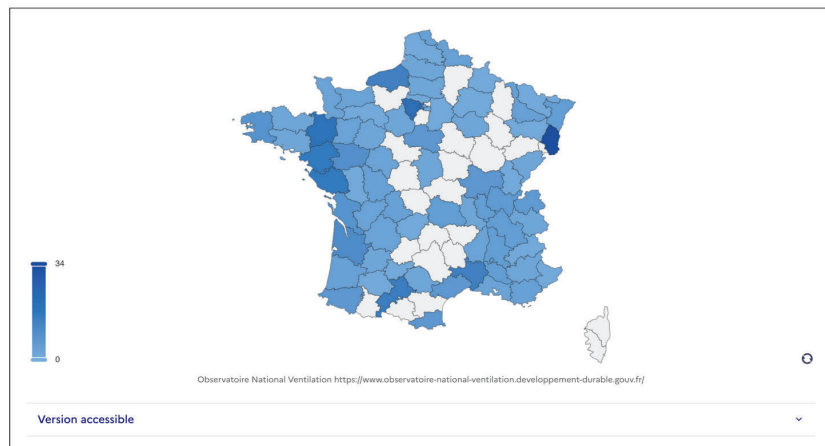 34
0
Observatoire National Ventilation https://www.observatoire-national-ventilation.developpement-durable.gouv.fr/
Version accessible